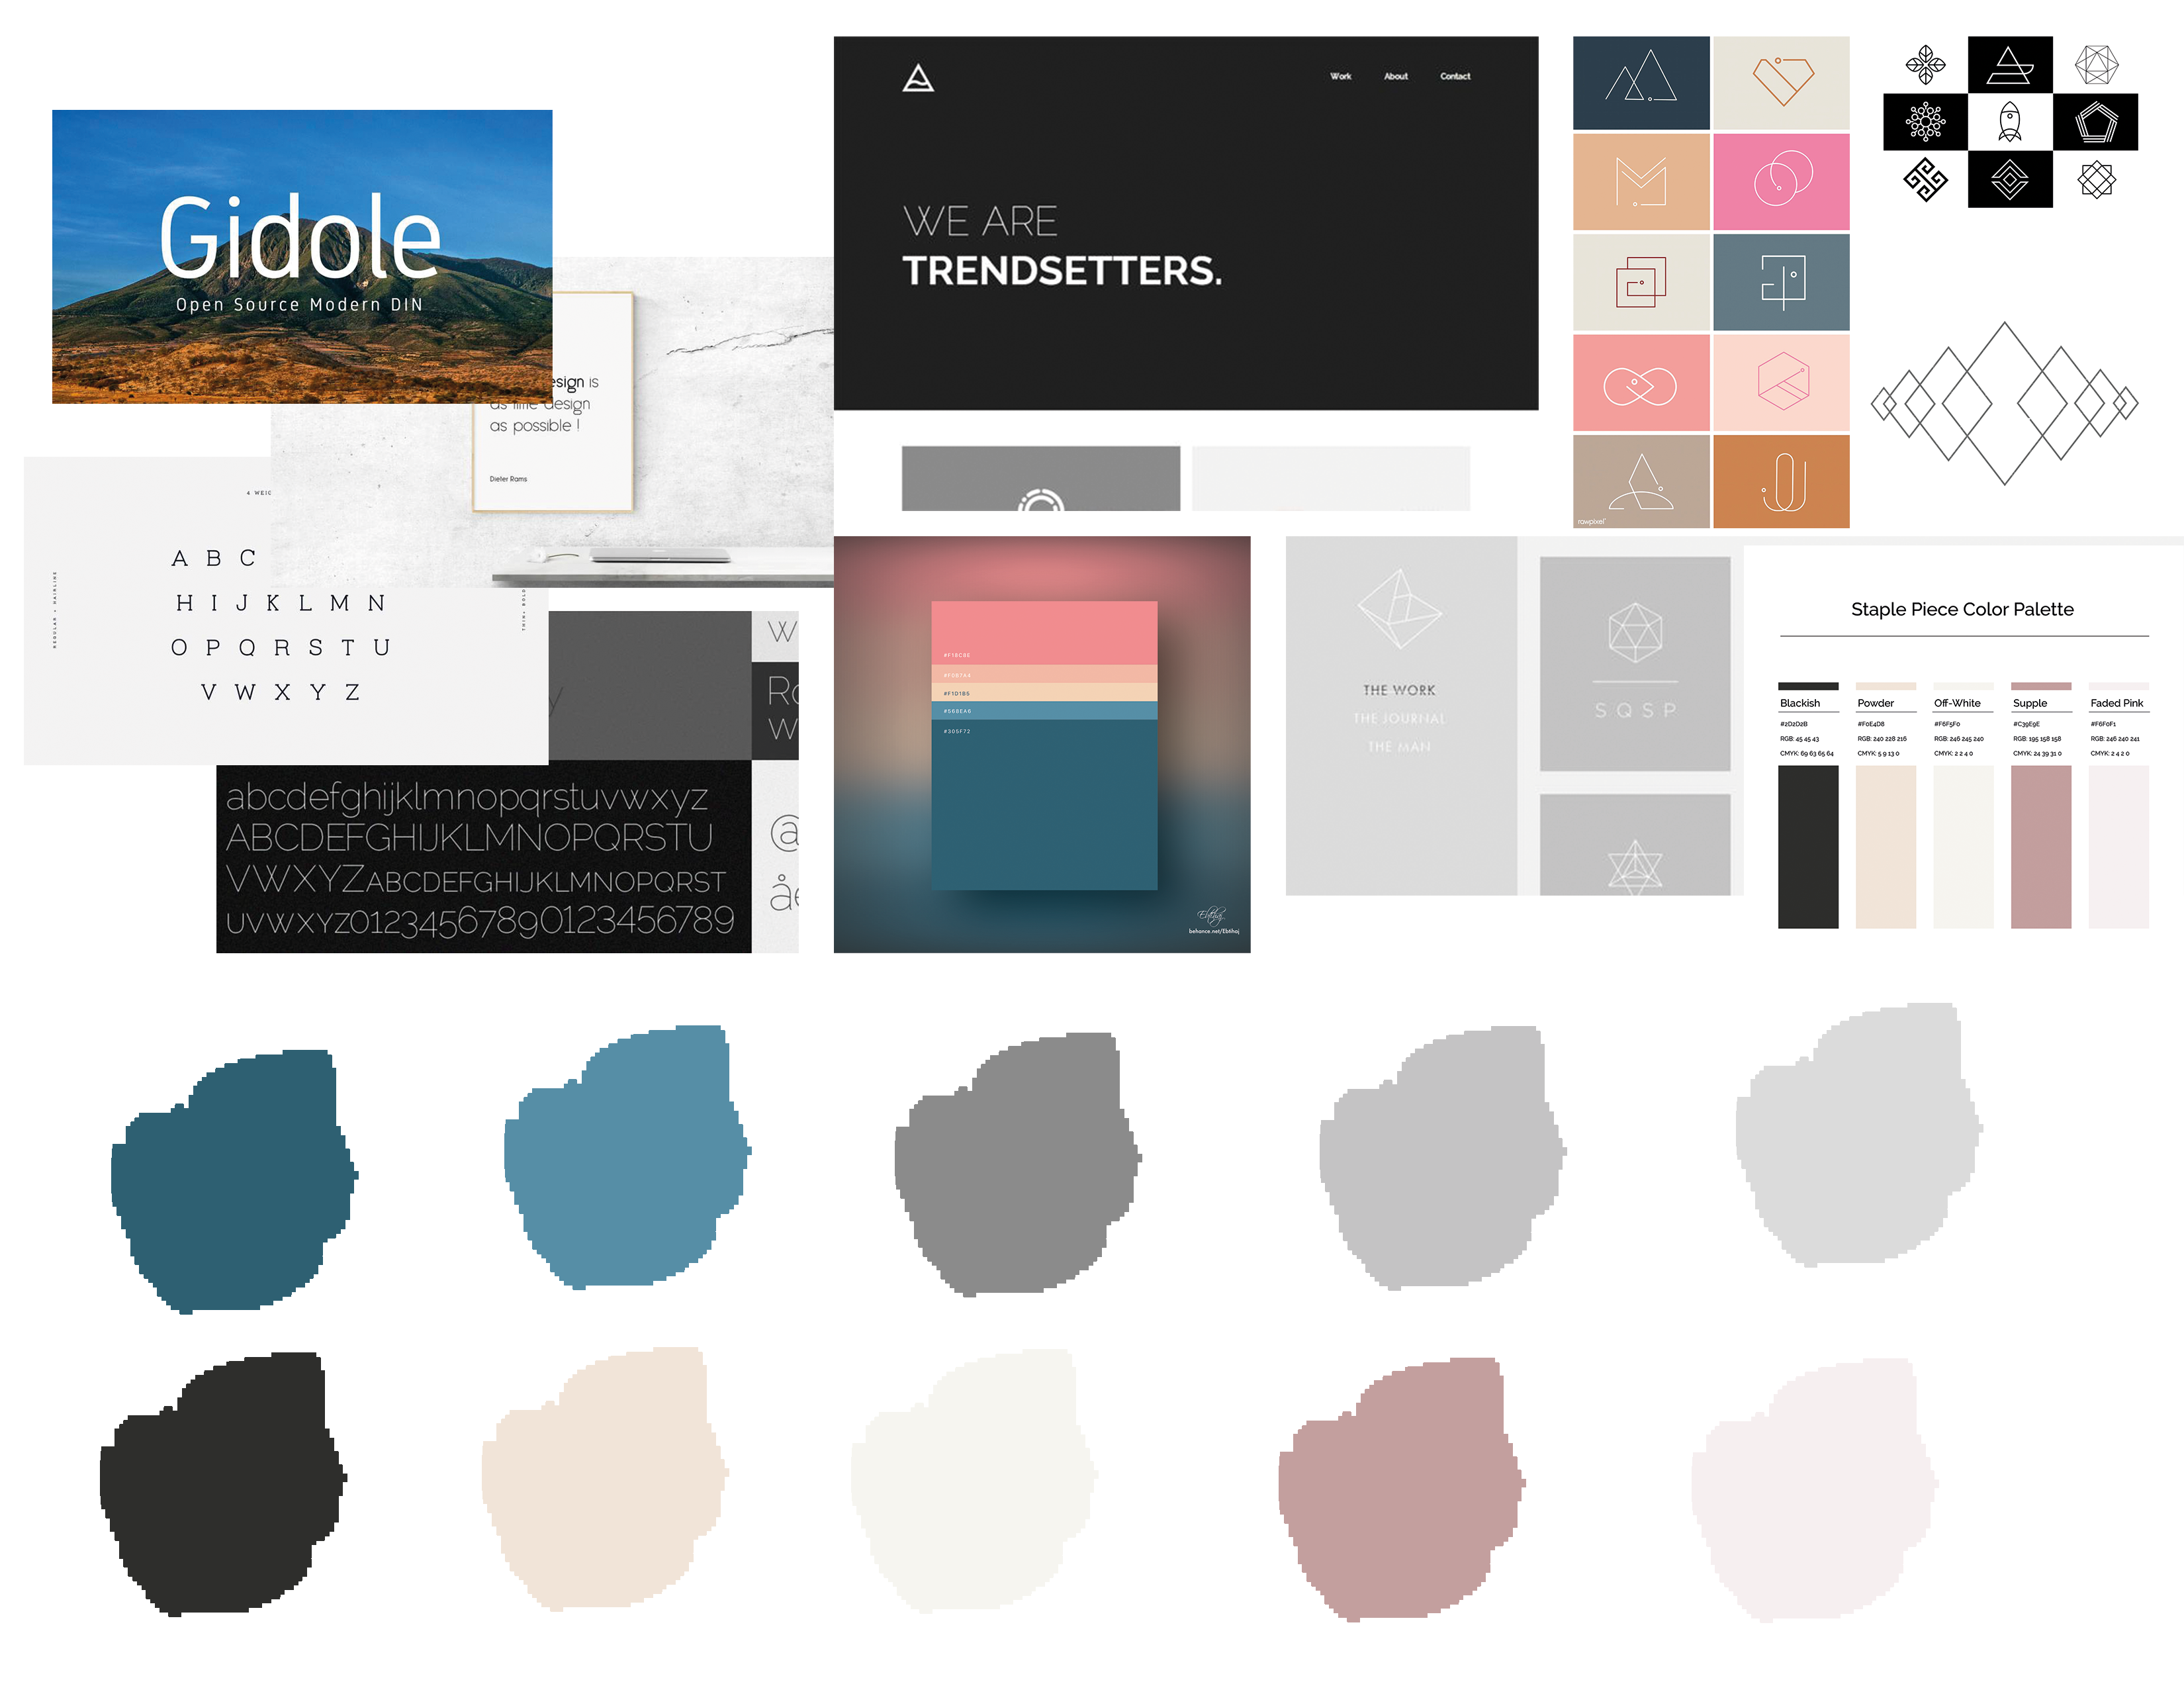 Gidole
Open Source Modern DIN
Work About Contact
WE ARE
TRENDSETTERS.
esign is
as little design
as possible !
Dieter Rams
4 WEIG
REGULAR + HAIRLINE
A B C
H I J K L M N
O P Q R S T U
V W X Y Z
THIN+ BOLD
y
W
Ro
W
abcdefghijklmnopqrstuvwxyz
ABCDEFGHIJKLMNOPQRSTU
VWXYZABCDEFGHIJKLMNOPQRST
UVWXYZ01234567890123456789
@
å
rawpixel
#F18C8E
#F0B7A4
#F1D1B5
#568EA6
#305F72
Ebtihaj
behance.net/Ebtihaj
THE WORK
THE JOURNAL
THE MAN
SQSP
Staple Piece Color Palette
Blackish Powder Off-White Supple Faded Pink
#2D2D2B #F0E4D8 #F6F5F0 #C39E9E #F6F0F1
RGB: 45 45 43 RGB: 240 228 216 RGB: 246 245 240 RGB: 195 158 158 RGB: 246 240 241
CMYK: 69 63 65 64 CMYK: 5 9 13 0 CMYK: 2 2 4 0 CMYK: 24 39 31 0 CMYK: 2 4 2 0